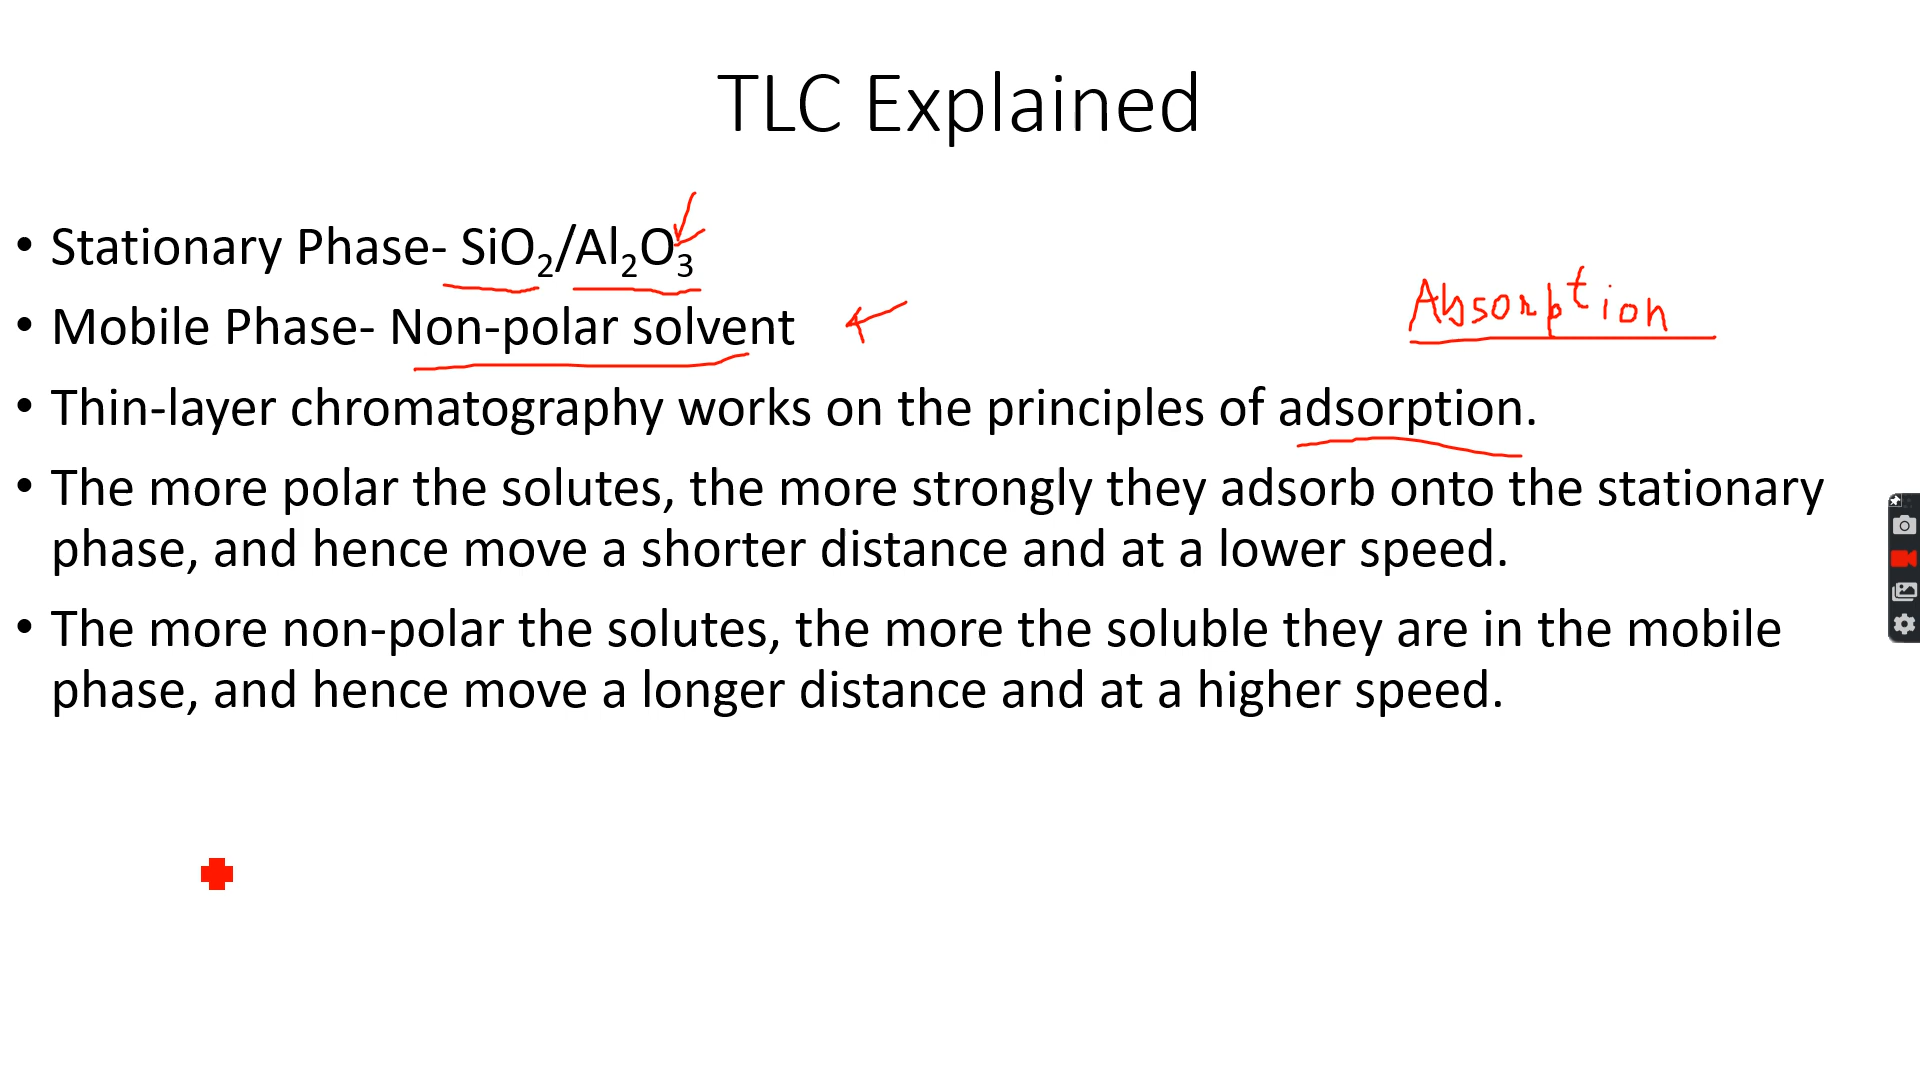 TLC Explained
• Stationary Phase- SiO₂/Al₂O₃
Absorption
• Mobile Phase- Non-polar solvent
• Thin-layer chromatography works on the principles of adsorption.
• The more polar the solutes, the more strongly they adsorb onto the stationary
phase, and hence move a shorter distance and at a lower speed.
• The more non-polar the solutes, the more the soluble they are in the mobile
phase, and hence move a longer distance and at a higher speed.